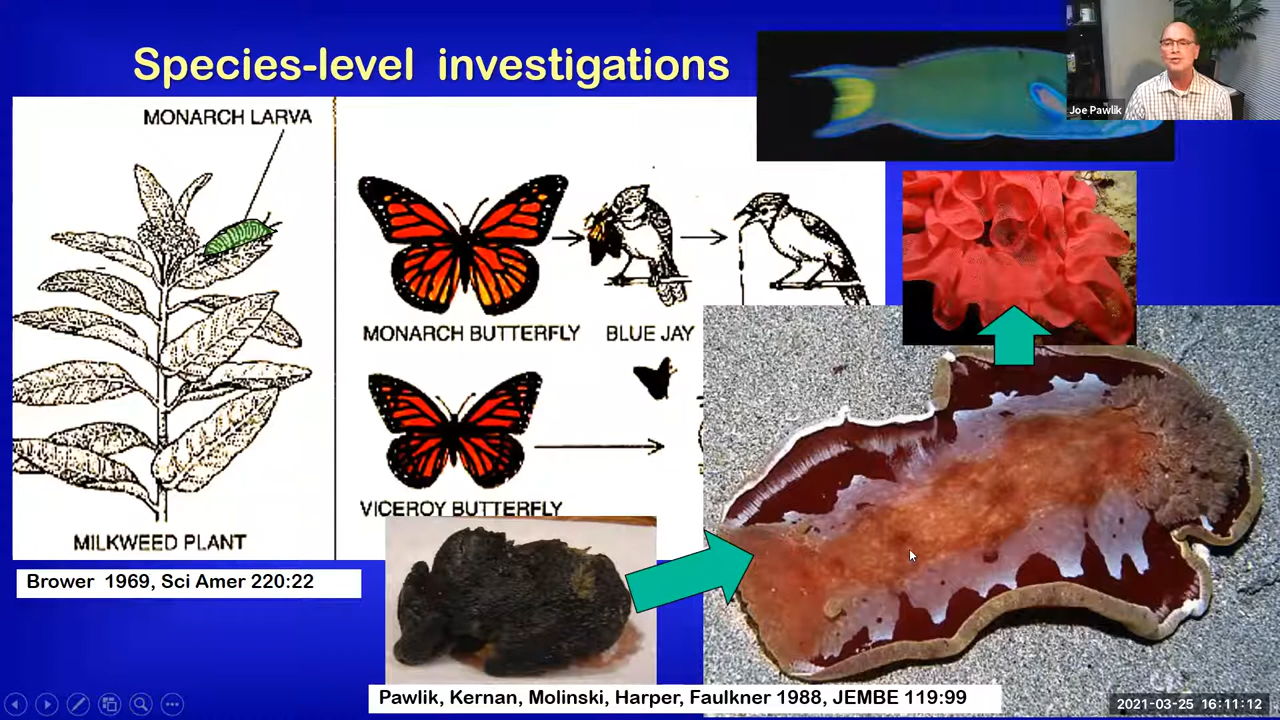 Species-level investigations
Joe Pawlik
MONARCH LARVA
MONARCH BUTTERFLY
BLUE JAY
VICEROY BUTTERFLY
MILKWEED PLANT
Brower 1969, Sci Amer 220:22
Pawlik, Kernan, Molinski, Harper, Faulkner 1988, JEMBE 119:99
2021-03-25 16:11:12